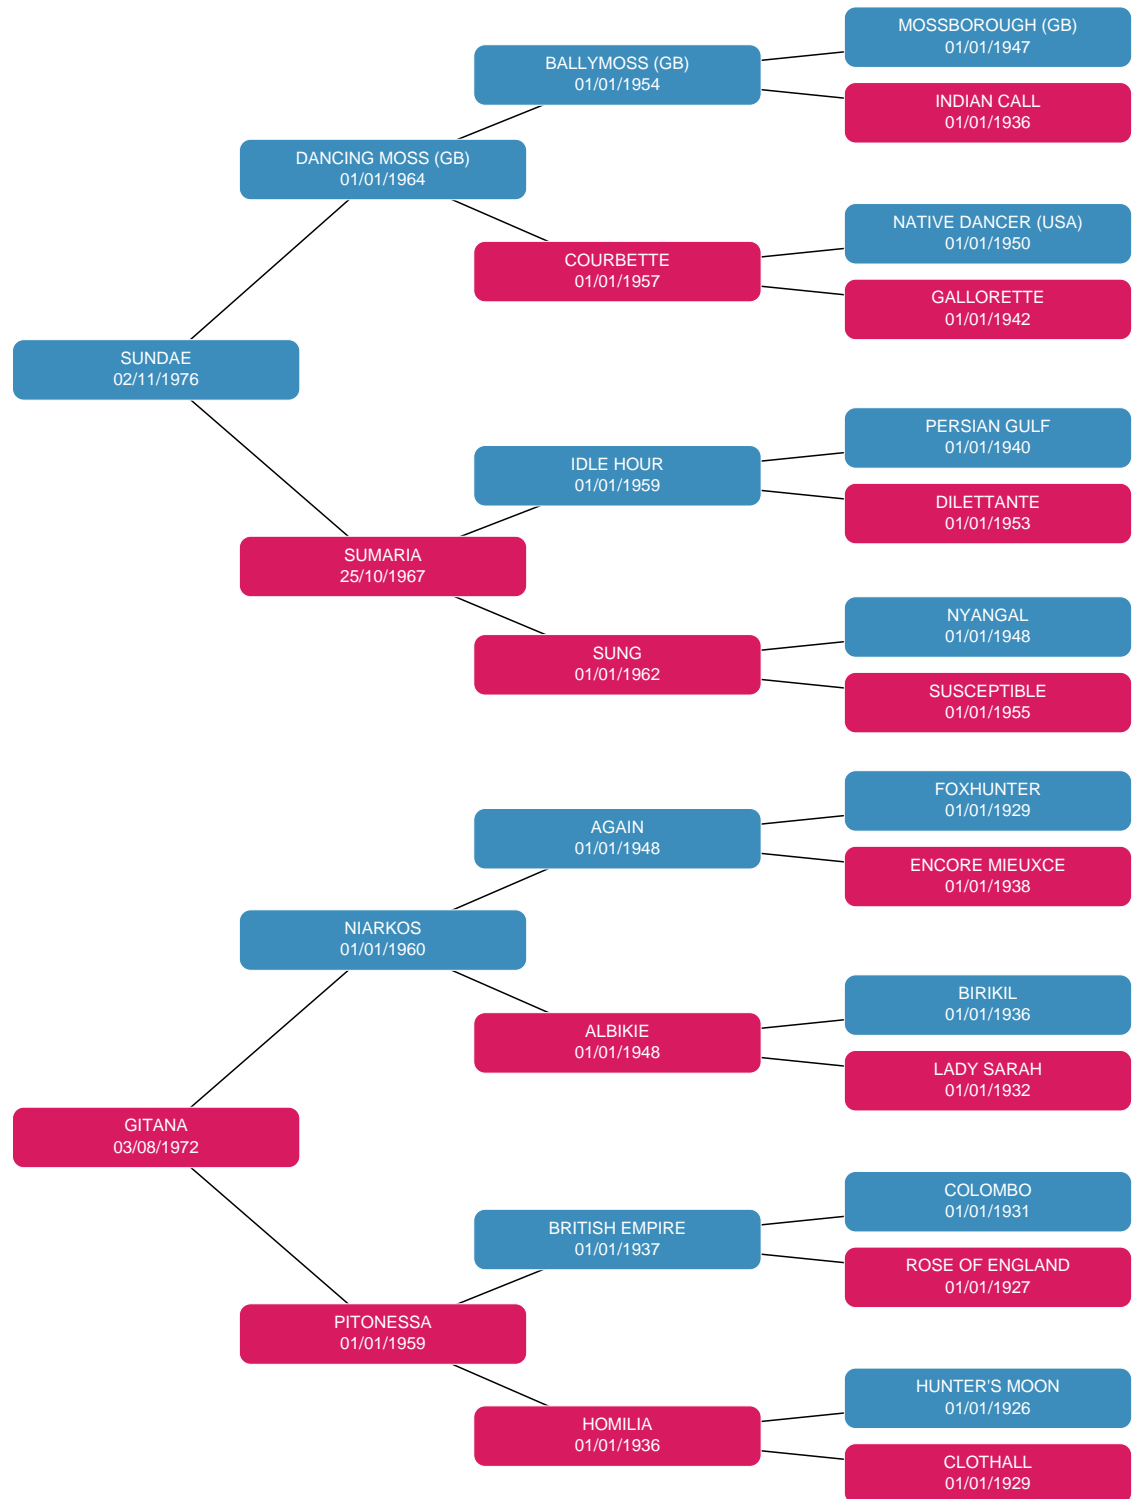 MOSSBOROUGH (GB)
01/01/1947
BALLYMOSS (GB)
01/01/1954
INDIAN CALL
01/01/1936
DANCING MOSS (GB)
01/01/1964
NATIVE DANCER (USA)
01/01/1950
COURBETTE
01/01/1957
GALLORETTE
01/01/1942
SUNDAE
02/11/1976
PERSIAN GULF
01/01/1940
IDLE HOUR
01/01/1959
DILETTANTE
01/01/1953
SUMARIA
25/10/1967
NYANGAL
01/01/1948
SUNG
01/01/1962
SUSCEPTIBLE
01/01/1955
FOXHUNTER
01/01/1929
AGAIN
01/01/1948
ENCORE MIEUXCE
01/01/1938
NIARKOS
01/01/1960
BIRIKIL
01/01/1936
ALBIKIE
01/01/1948
LADY SARAH
01/01/1932
GITANA
03/08/1972
COLOMBO
01/01/1931
BRITISH EMPIRE
01/01/1937
ROSE OF ENGLAND
01/01/1927
PITONESSA
01/01/1959
HUNTER'S MOON
01/01/1926
HOMILIA
01/01/1936
CLOTHALL
01/01/1929